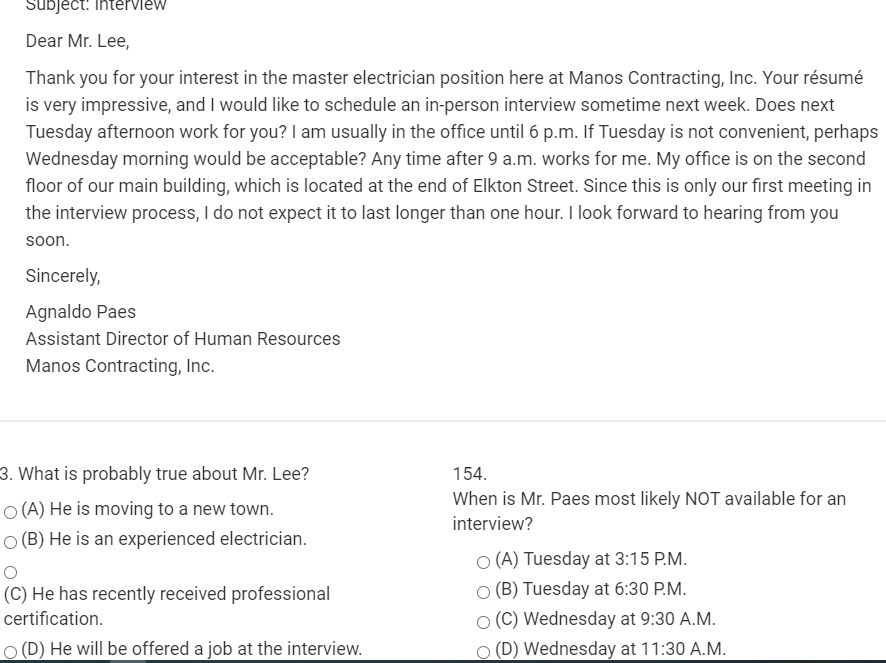 Subject: Interview
Dear Mr. Lee,
Thank you for your interest in the master electrician position here at Manos Contracting, Inc. Your résumé
is very impressive, and I would like to schedule an in-person interview sometime next week. Does next
Tuesday afternoon work for you? I am usually in the office until 6 p.m. If Tuesday is not convenient, perhaps
Wednesday morning would be acceptable? Any time after 9 a.m. works for me. My office is on the second
floor of our main building, which is located at the end of Elkton Street. Since this is only our first meeting in
the interview process, I do not expect it to last longer than one hour. I look forward to hearing from you
soon.
Sincerely,
Agnaldo Paes
Assistant Director of Human Resources
Manos Contracting, Inc.
3. What is probably true about Mr. Lee?
(A) He is moving to a new town.
(B) He is an experienced electrician.
(C) He has recently received professional
certification.
(D) He will be offered a job at the interview.
154.
When is Mr. Paes most likely NOT available for an
interview?
(A) Tuesday at 3:15 P.M.
(B) Tuesday at 6:30 P.M.
(C) Wednesday at 9:30 A.M.
(D) Wednesday at 11:30 A.M.